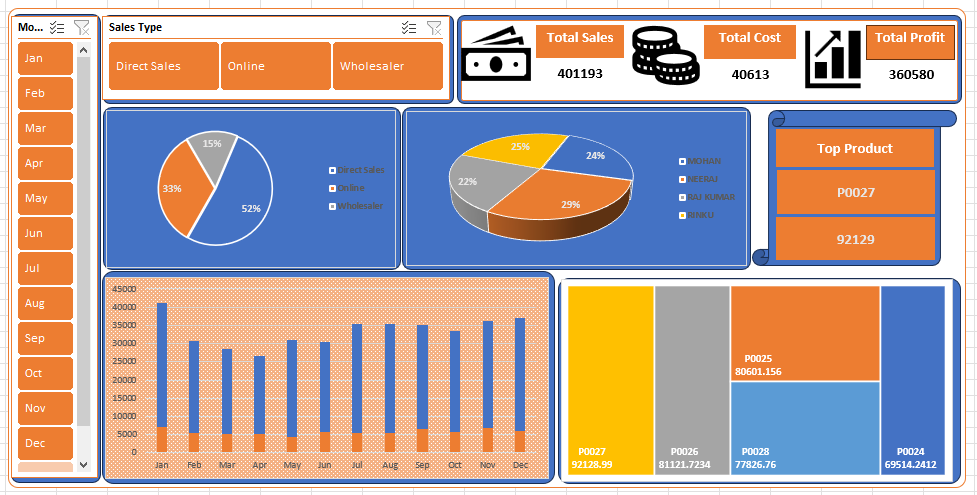 Mo...
Jan
Feb
Mar
Apr
May
Jun
Jul
Aug
Sep
Oct
Nov
Dec
Sales Type
Direct Sales
Online
Wholesaler
Total Sales
401193
Total Cost
40613
Total Profit
360580
15%
33%
52%
Direct Sales
Online
Wholesaler
25%
24%
22%
29%
MOHAN
NEERAJ
RAJ KUMAR
RINKU
Top Product
P0027
92129
45000
40000
35000
30000
25000
20000
15000
10000
5000
0
Jan Feb Mar Apr May Jun Jul Aug Sep Oct Nov Dec
P0027
92128.99
P0026
81121.7234
P0025
80601.156
P0028
77826.76
P0024
69514.2412